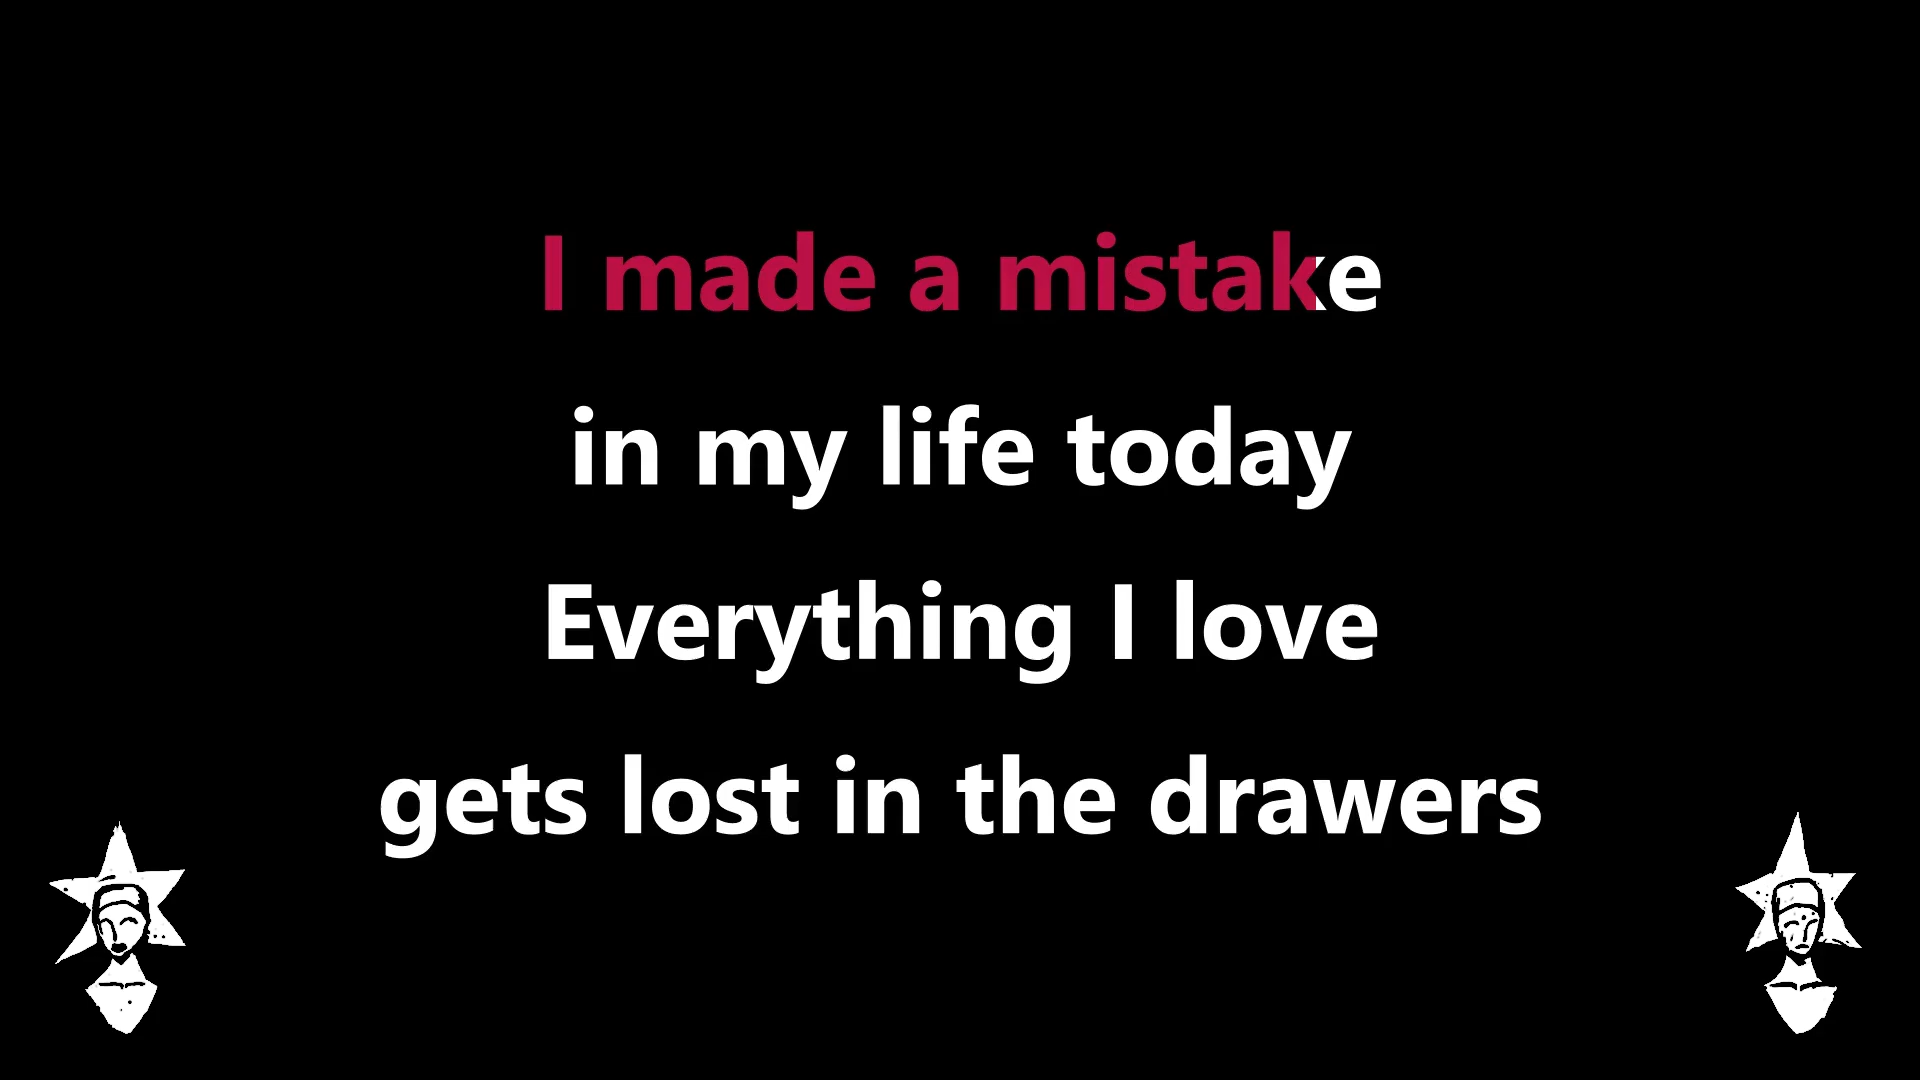 I made a mistake
in my life today
Everything I love
gets lost in the drawers